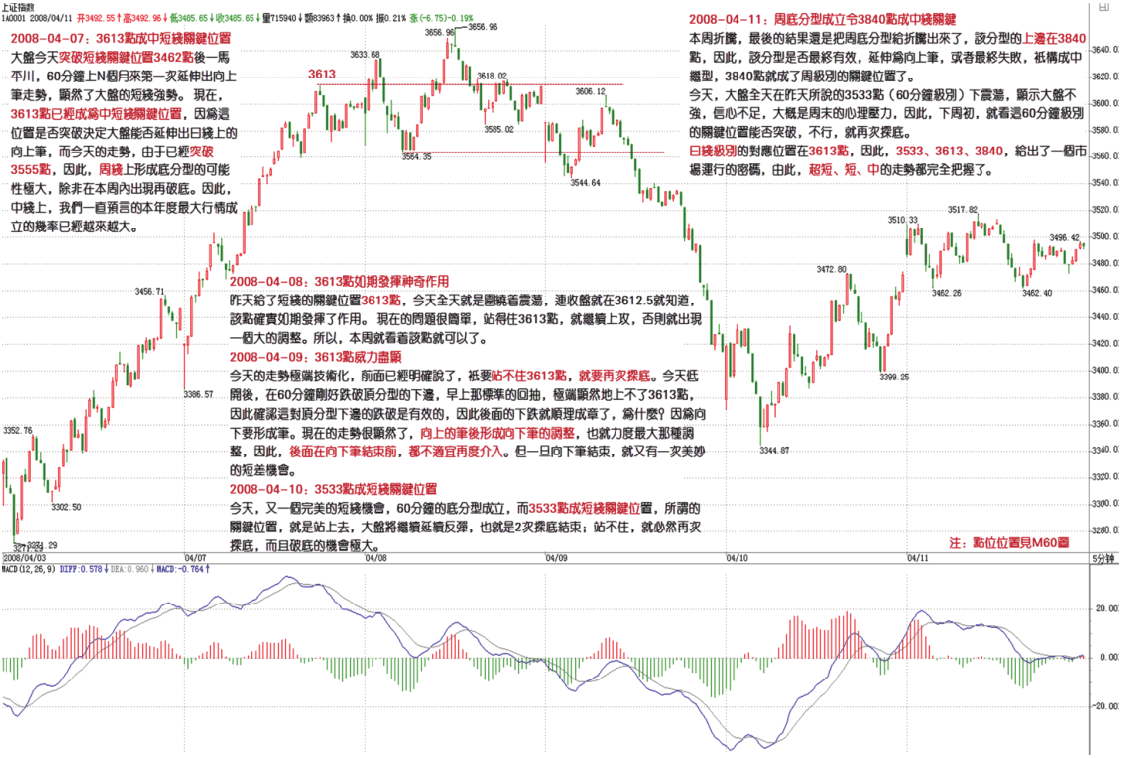 上证指数
1A0001 2008/04/11 开3492.55↑高3492.96↓低3485.65↓收3485.65↓量715940↓额83963↑换0.00% 振0.21% 涨(-6.75)-0.19%
2008-04-07：3613點成中短綫關鍵位置
大盤今天突破短綫關鍵位置3462點後一馬
平川，60分鐘上N個月來第一次延伸出向上
筆走勢，顯然了大盤的短綫強勢。 現在，
3613點已經成爲中短綫關鍵位置，因爲這
位置是否突破決定大盤能否延伸出日綫上的
向上筆，而今天的走勢，由于已經突破
3555點，因此，周綫上形成底分型的可能
性極大，除非在本周內出現再破底。因此，
中綫上，我們一直預言的本年度最大行情成
立的幾率已經越來越大。
2008-04-11：周底分型成立令3840點成中綫關鍵
本周折騰，最後的結果還是把周底分型給折騰出來了，該分型的上邊在3840
點，因此，該分型是否最終有效，延伸爲向上筆，或者最終失敗，衹構成中
繼型，3840點就成了周級別的關鍵位置了。
今天，大盤全天在昨天所說的3533點（60分鐘級別）下震蕩，顯示大盤不
強，信心不足，大概是周末的心理壓力，因此，下周初，就看這60分鐘級別
的關鍵位置能否突破，不行，就再次探底。
日綫級別的對應位置在3613點，因此，3533、3613、3840，給出了一個市
場運行的密碼，由此，超短、短、中的走勢都完全把握了。
2008-04-08：3613點如期發揮神奇作用
昨天給了短綫的關鍵位置3613點，今天全天就是圍繞着震蕩，連收盤就在3612.5就知道，
該點確實如期發揮了作用。 現在的問題很簡單，站得住3613點，就繼續上攻，否則就出現
一個大的調整。所以，本周就看着該點就可以了。
2008-04-09：3613點威力盡顯
今天的走勢極端技術化，前面已經明確說了，衹要站不住3613點，就要再次探底。今天低
開後，在60分鐘剛好跌破頂分型的下邊，早上那標準的回抽，極端顯然地上不了3613點，
因此確認這對頂分型下邊的跌破是有效的，因此後面的下跌就順理成章了，爲什麼？因爲向
下要形成筆。現在的走勢很顯然了，向上的筆後形成向下筆的調整，也就力度最大那種調
整，因此，後面在向下筆結束前，都不適宜再度介入。但一旦向下筆結束，就又有一次美妙
的短差機會。
2008-04-10：3533點成短綫關鍵位置
今天，又一個完美的短綫機會，60分鐘的底分型成立，而3533點成短綫關鍵位置，所謂的
關鍵位置，就是站上去，大盤將繼續延續反彈，也就是2次探底結束；站不住，就必然再次
探底，而且破底的機會極大。
注：點位位置見M60圖
3613
3633.68
3656.96
3656.96
3618.02
3606.12
3585.02
3564.35
3544.64
3517.82
3510.33
3496.42
3472.80
3462.26
3462.40
3456.71
3399.25
3386.57
3352.76
3344.87
3302.50
3271.29
3271.29
3640.00
3620.00
3600.00
3580.00
3560.00
3540.00
3520.00
3500.00
3480.00
3460.00
3440.00
3420.00
3400.00
3380.00
3360.00
3340.00
3320.00
3300.00
3280.00
2008/04/03
04/07
04/08
04/09
04/10
04/11
5分钟
MACD(12,26,9) DIFF:0.578↓ DEA:0.960↓ MACD:-0.764↑
20.00
0.00
-20.00